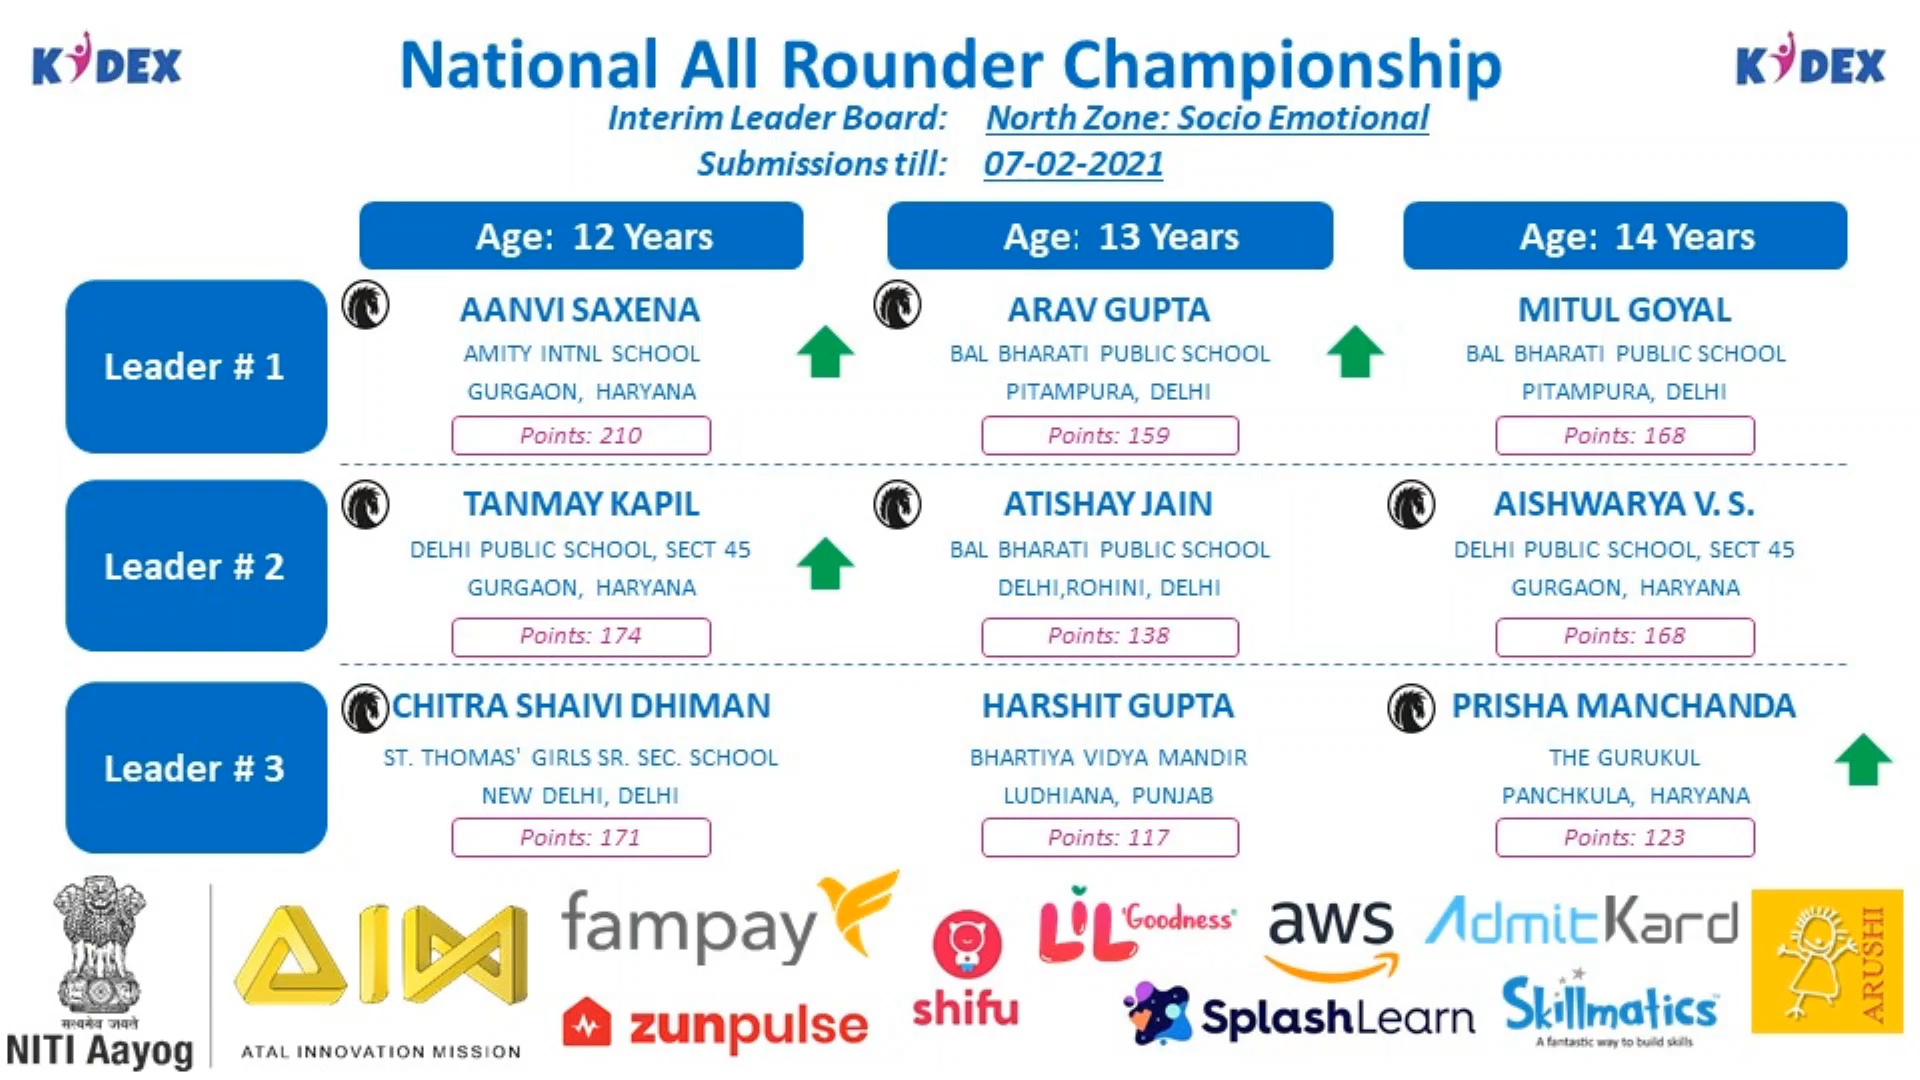 KIDEX
National All Rounder Championship
KIDEX
Interim Leader Board: North Zone: Socio Emotional
Submissions till: 07-02-2021
Age: 12 Years
Age: 13 Years
Age: 14 Years
Leader # 1
AANVI SAXENA
AMITY INTNL SCHOOL
GURGAON, HARYANA
Points: 210
ARAV GUPTA
BAL BHARATI PUBLIC SCHOOL
PITAMPURA, DELHI
Points: 159
MITUL GOYAL
BAL BHARATI PUBLIC SCHOOL
PITAMPURA, DELHI
Points: 168
Leader # 2
TANMAY KAPIL
DELHI PUBLIC SCHOOL, SECT 45
GURGAON, HARYANA
Points: 174
ATISHAY JAIN
BAL BHARATI PUBLIC SCHOOL
DELHI,ROHINI, DELHI
Points: 138
AISHWARYA V. S.
DELHI PUBLIC SCHOOL, SECT 45
GURGAON, HARYANA
Points: 168
Leader # 3
CHITRA SHAIVI DHIMAN
ST. THOMAS' GIRLS SR. SEC. SCHOOL
NEW DELHI, DELHI
Points: 171
HARSHIT GUPTA
BHARTIYA VIDYA MANDIR
LUDHIANA, PUNJAB
Points: 117
PRISHA MANCHANDA
THE GURUKUL
PANCHKULA, HARYANA
Points: 123
सत्यमेव जयते
NITI Aayog
AIM
ATAL INNOVATION MISSION
fampay
zunpulse
shifu
LiL 'Goodness'
aws
AdmitKard
SplashLearn
Skillmatics
A fantastic way to build skills
ARUSHI